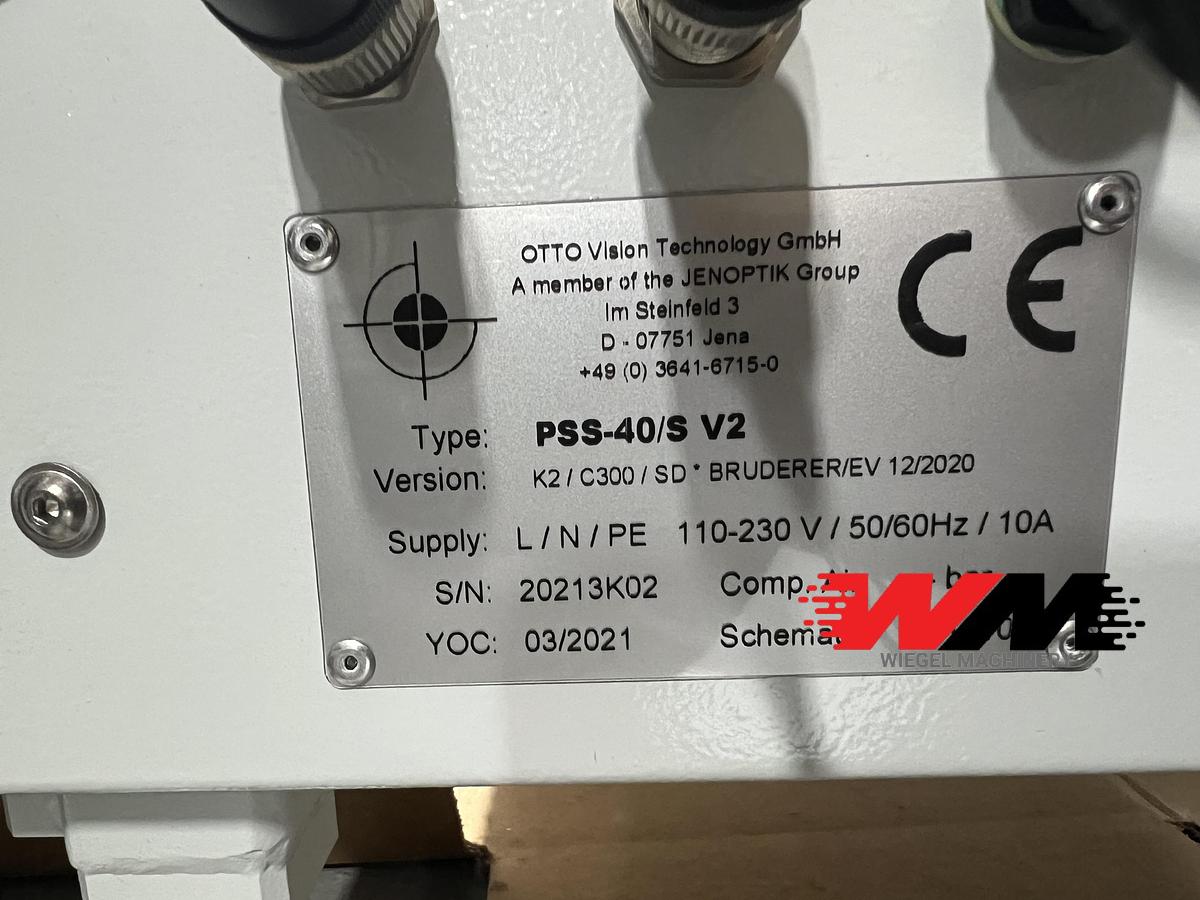 OTTO Vision Technology GmbH
A member of the JENOPTIK Group
Im Steinfeld 3
D - 07751 Jena
+49 (0) 3641-6715-0
CE
Type: PSS-40/S V2
Version: K2 / C300 / SD * BRUDERER/EV 12/2020
Supply: L / N / PE 110-230 V / 50/60Hz / 10A
S/N: 20213K02 Comp.
YOC: 03/2021
WM
WIEGEL MACHINERY